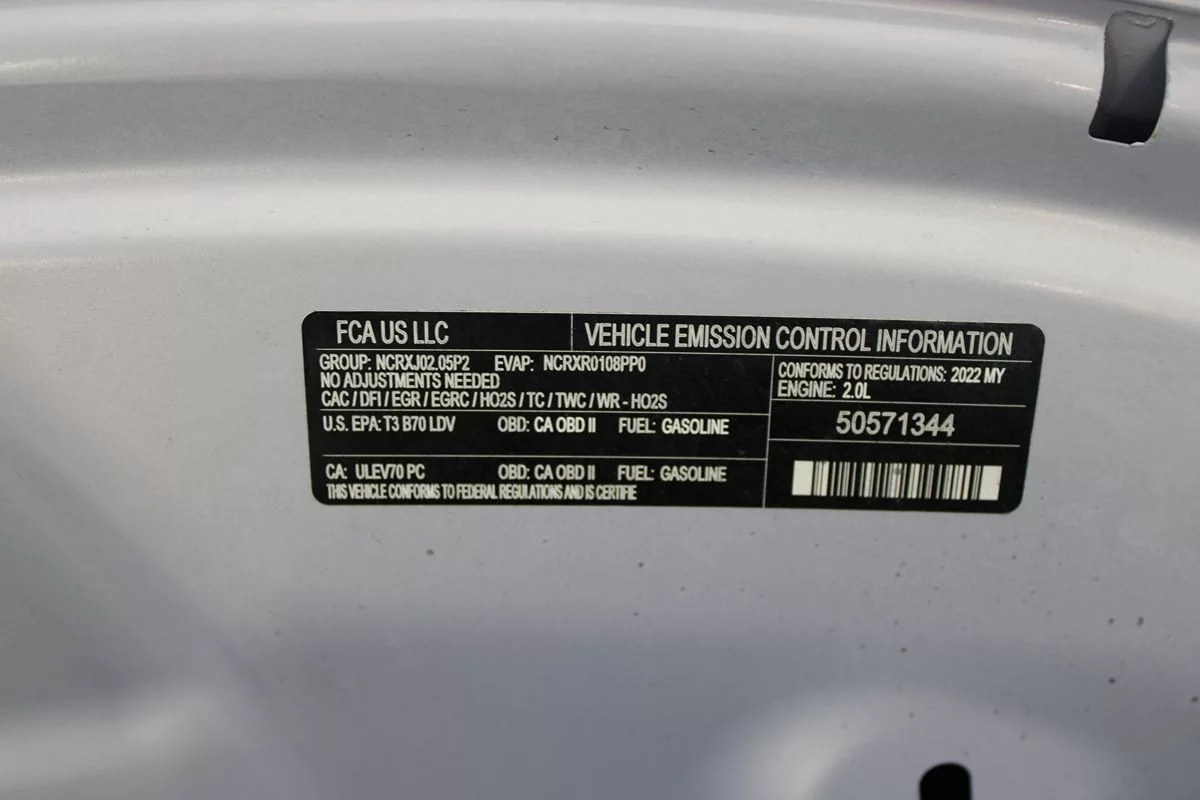 FCA US LLC VEHICLE EMISSION CONTROL INFORMATION
GROUP: NCRXJ02.05P2 EVAP: NCRXR0108PP0
NO ADJUSTMENTS NEEDED
CAC / DFI / EGR / EGRC / HO2S / TC / TWC / WR - HO2S
U.S. EPA: T3 B70 LDV OBD: CA OBD II FUEL: GASOLINE
CA: ULEV70 PC OBD: CA OBD II FUEL: GASOLINE
THIS VEHICLE CONFORMS TO FEDERAL REGULATIONS AND IS CERTIFIE
CONFORMS TO REGULATIONS: 2022 MY
ENGINE: 2.0L
50571344